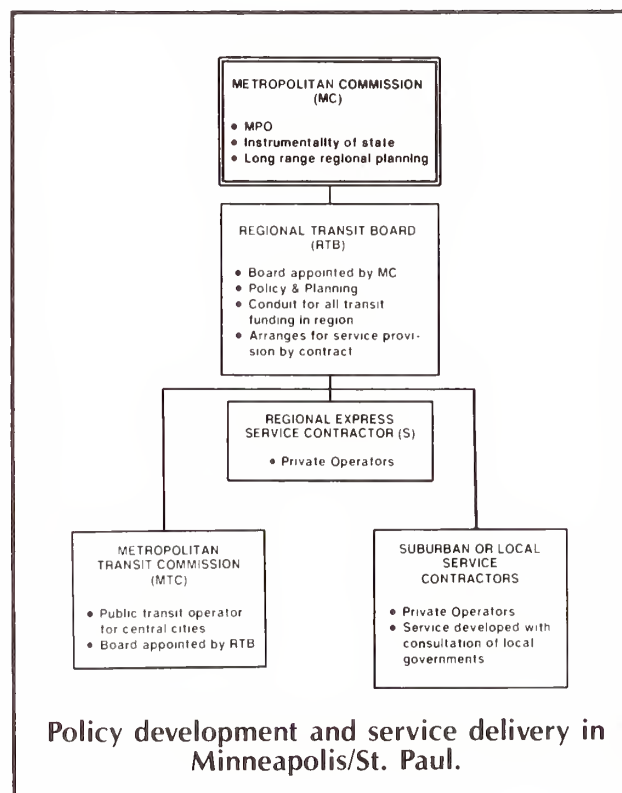 METROPOLITAN COMMISSION
(MC)
• MPO
• Instrumentality of state
• Long range regional planning
REGIONAL TRANSIT BOARD
(RTB)
• Board appointed by MC
• Policy & Planning
• Conduit for all transit
funding in region
• Arranges for service provi-
sion by contract
REGIONAL EXPRESS
SERVICE CONTRACTOR (S)
• Private Operators
METROPOLITAN
TRANSIT COMMISSION
(MTC)
• Public transit operator
for central cities
• Board appointed by RTB
SUBURBAN OR LOCAL
SERVICE
CONTRACTORS
• Private Operators
• Service developed with
consultation of local
governments
Policy development and service delivery in
Minneapolis/St. Paul.